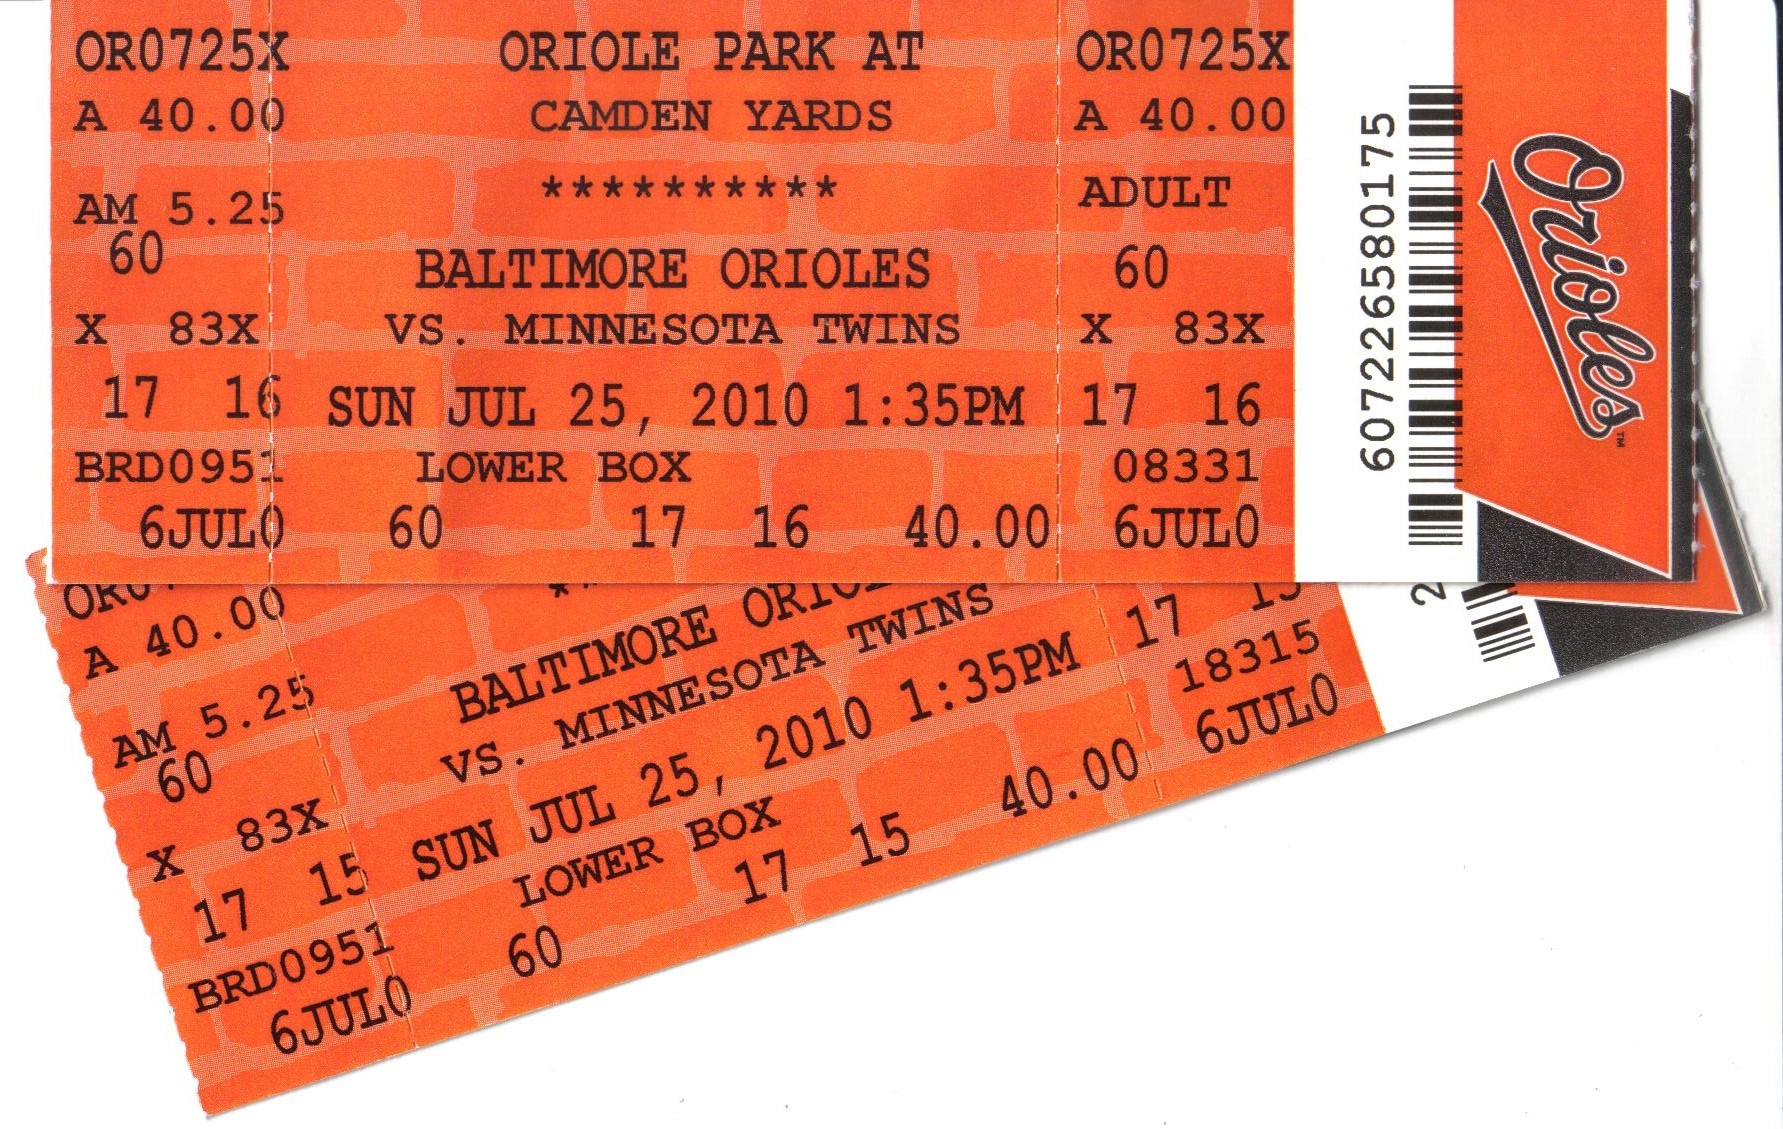 OR0725X ORIOLE PARK AT OR0725X
A 40.00 CAMDEN YARDS A 40.00
AM 5.25 ********** ADULT
60 BALTIMORE ORIOLES 60
X 83X VS. MINNESOTA TWINS X 83X
17 16 SUN JUL 25, 2010 1:35PM 17 16
BRD0951 LOWER BOX 08331
6JUL0 60 17 16 40.00 6JUL0
607226580175
Orioles™
A 40.00
AM 5.25
60 BALTIMORE
X 83X VS. MINNESOTA TWINS
17 15 SUN JUL 25, 2010 1:35PM 17 15
BRD0951 LOWER BOX 18315
6JUL0 60 17 15 40.00 6JUL0
2